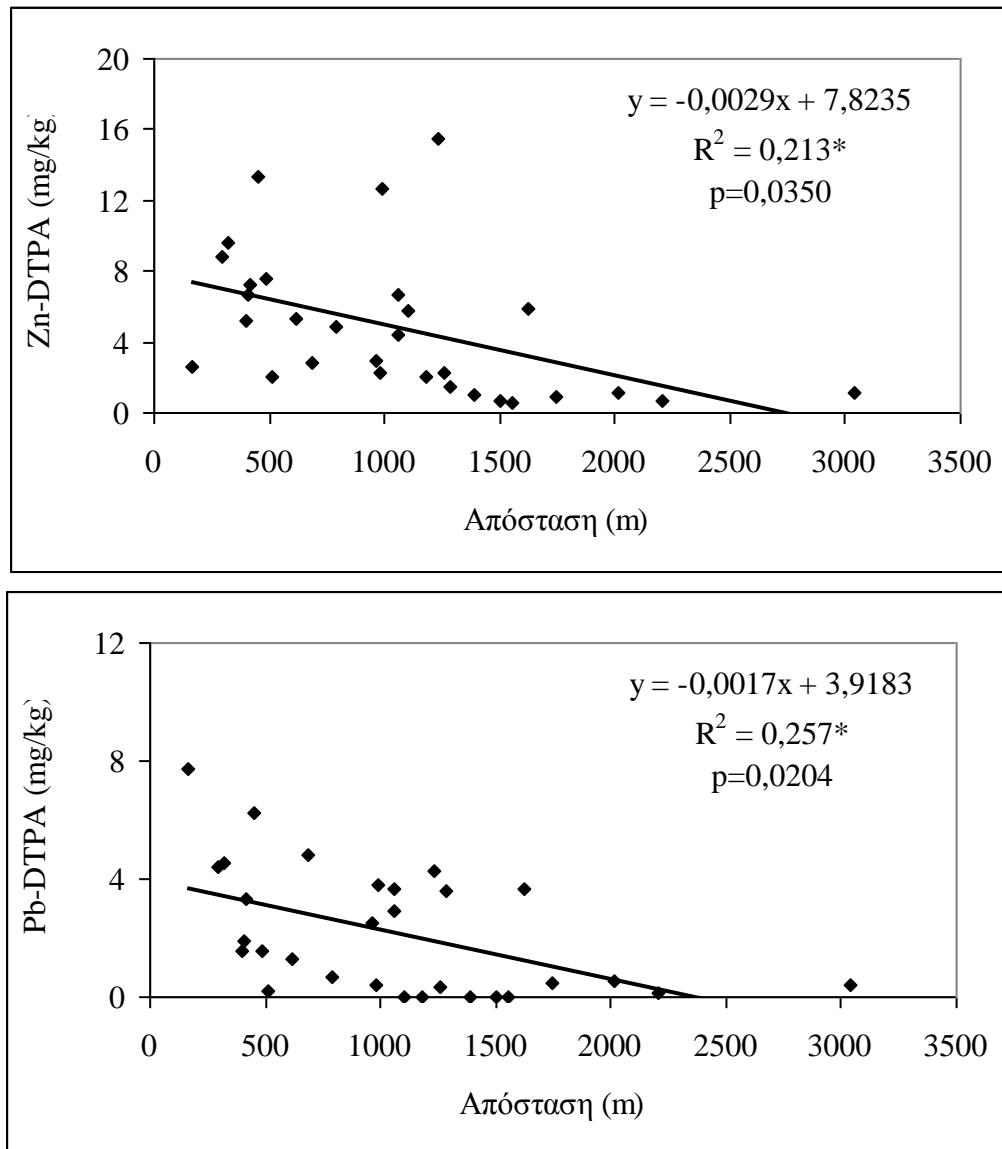 20
16
12
8
4
0
Zn-DTPA (mg/kg)
y = -0,0029x + 7,8235
R² = 0,213*
p=0,0350
0 500 1000 1500 2000 2500 3000 3500
Απόσταση (m)
12
8
4
0
Pb-DTPA (mg/kg)
y = -0,0017x + 3,9183
R² = 0,257*
p=0,0204
0 500 1000 1500 2000 2500 3000 3500
Απόσταση (m)